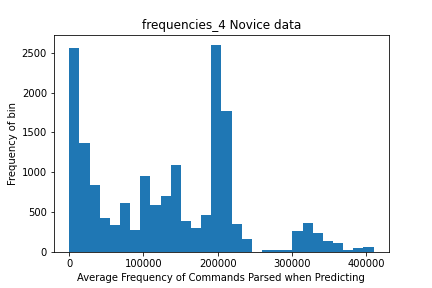 frequencies_4 Novice data
Frequency of bin
2500
2000
1500
1000
500
0
0 100000 200000 300000 400000
Average Frequency of Commands Parsed when Predicting